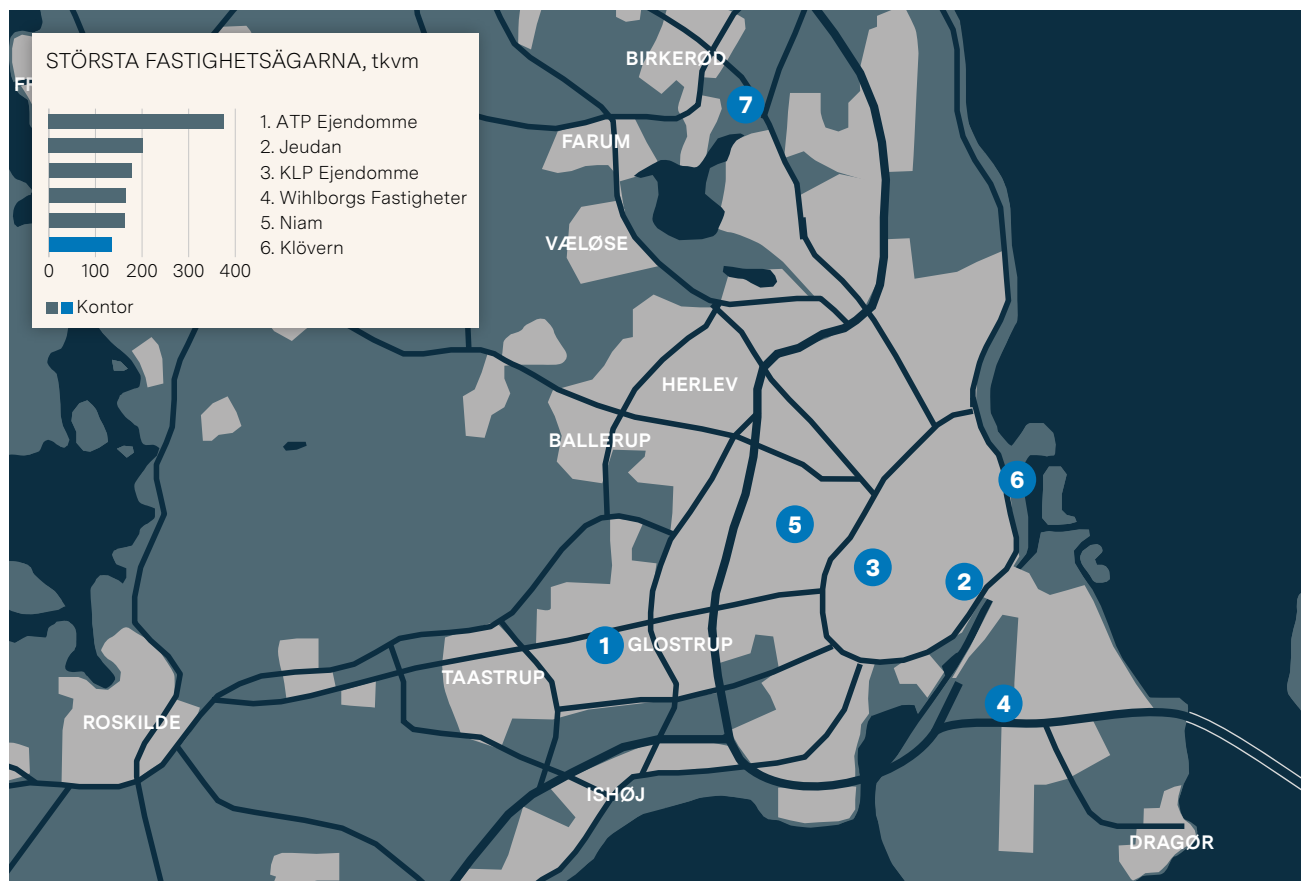 STÖRSTA FASTIGHETSÄGARNA, tkvm
1. ATP Ejendomme
2. Jeudan
3. KLP Ejendomme
4. Wihlborgs Fastigheter
5. Niam
6. Klövern
0 100 200 300 400
Kontor
BIRKERØD
7
FARUM
VÆLØSE
HERLEV
BALLERUP
6
5
3
2
1 GLOSTRUP
TAASTRUP
4
ROSKILDE
ISHØJ
DRAGØR